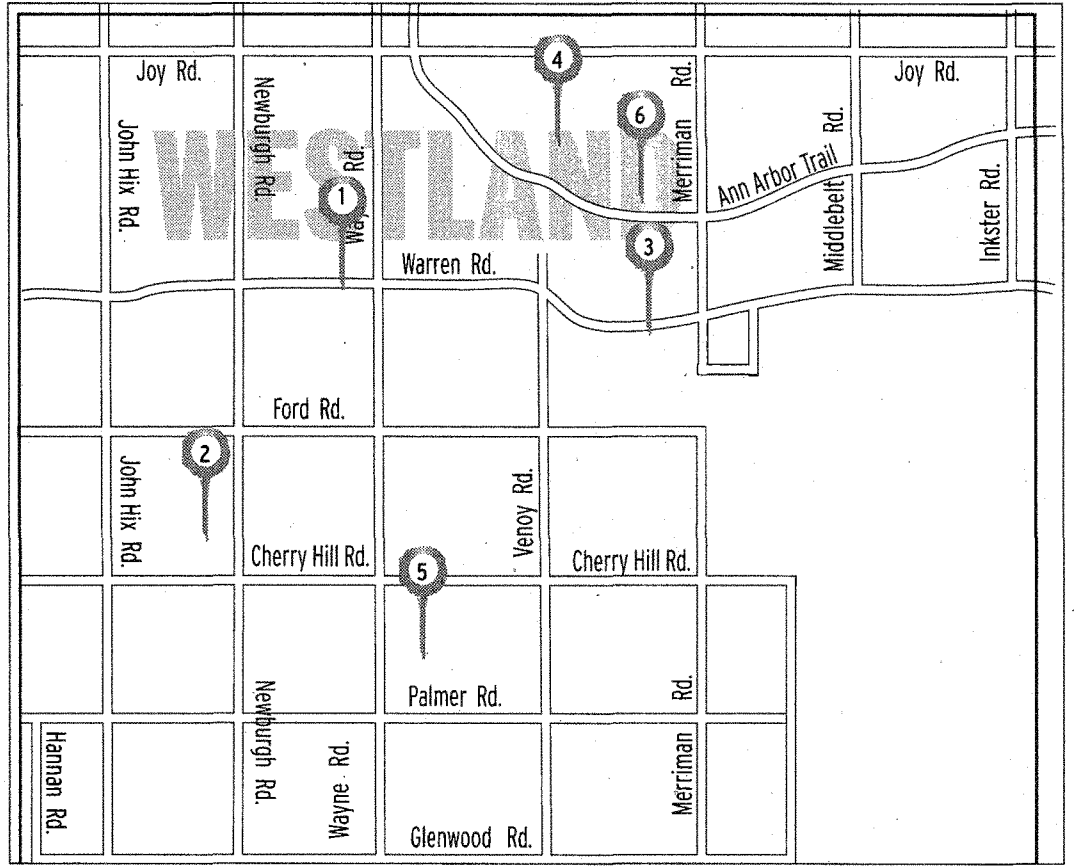 4
Joy Rd.
Joy Rd.
6
Newburgh Rd.
John Hix Rd.
WESTLAND
Merriman Rd.
Middlebelt Rd.
Ann Arbor Trail
Inkster Rd.
1
Rd.
3
Warren Rd.
Ford Rd.
2
John Hix Rd.
Venoy Rd.
Cherry Hill Rd.
5
Cherry Hill Rd.
Palmer Rd.
Newburgh Rd.
Merriman Rd.
Hannan Rd.
Wayne Rd.
Glenwood Rd.